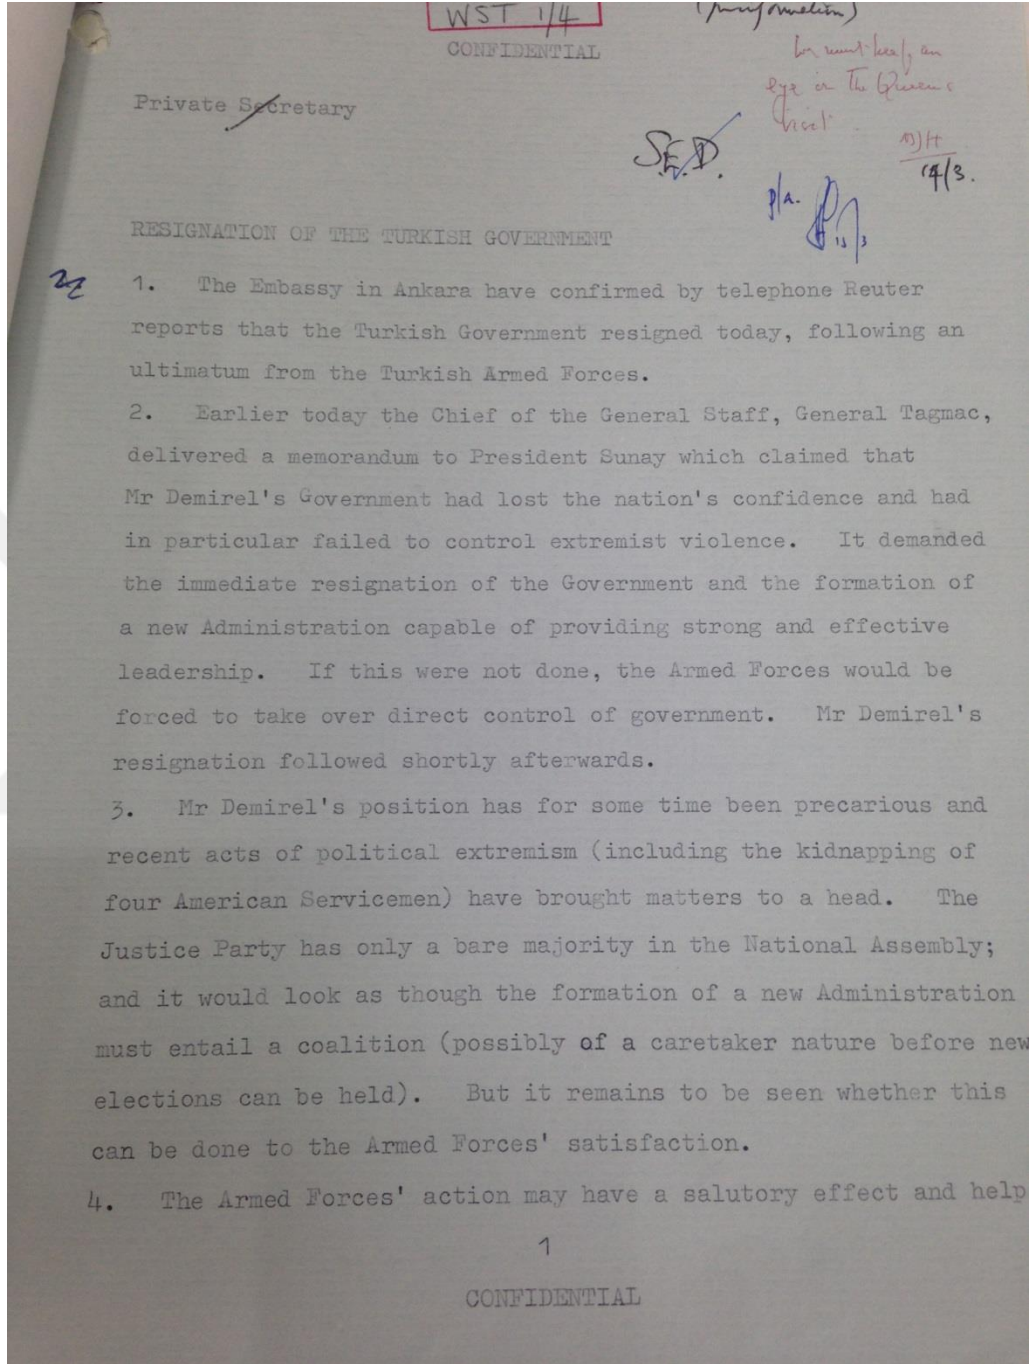 WST 1/4
CONFIDENTIAL
(information)
We must keep an
eye on The Queen's
visit.
Private Secretary
S.E.D.
14/3.
p/a.
15/3
RESIGNATION OF THE TURKISH GOVERNMENT
1. The Embassy in Ankara have confirmed by telephone Reuter
reports that the Turkish Government resigned today, following an
ultimatum from the Turkish Armed Forces.
2. Earlier today the Chief of the General Staff, General Tagmac,
delivered a memorandum to President Sunay which claimed that
Mr Demirel's Government had lost the nation's confidence and had
in particular failed to control extremist violence. It demanded
the immediate resignation of the Government and the formation of
a new Administration capable of providing strong and effective
leadership. If this were not done, the Armed Forces would be
forced to take over direct control of government. Mr Demirel's
resignation followed shortly afterwards.
3. Mr Demirel's position has for some time been precarious and
recent acts of political extremism (including the kidnapping of
four American Servicemen) have brought matters to a head. The
Justice Party has only a bare majority in the National Assembly;
and it would look as though the formation of a new Administration
must entail a coalition (possibly of a caretaker nature before new
elections can be held). But it remains to be seen whether this
can be done to the Armed Forces' satisfaction.
4. The Armed Forces' action may have a salutory effect and help
1
CONFIDENTIAL